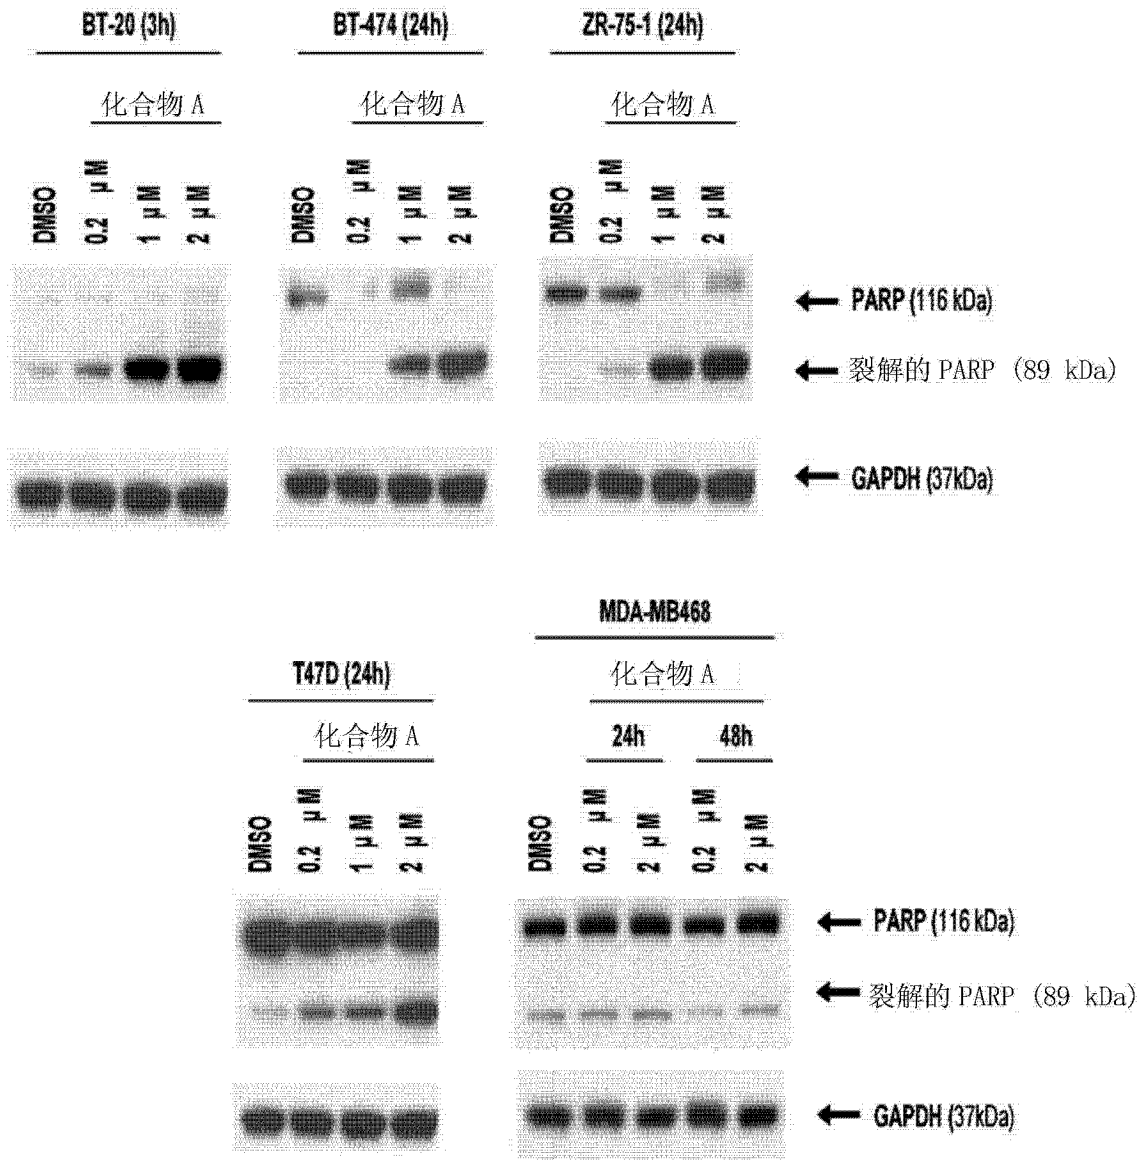 BT-20 (3h)
BT-474 (24h)
ZR-75-1 (24h)
化合物 A
化合物 A
化合物 A
DMSO
0.2 μM
1 μM
2 μM
DMSO
0.2 μM
1 μM
2 μM
DMSO
0.2 μM
1 μM
2 μM
PARP (116 kDa)
裂解的 PARP (89 kDa)
GAPDH (37kDa)
T47D (24h)
化合物 A
DMSO
0.2 μM
1 μM
2 μM
MDA-MB468
化合物 A
24h
48h
DMSO
0.2 μM
2 μM
0.2 μM
2 μM
PARP (116 kDa)
裂解的 PARP (89 kDa)
GAPDH (37kDa)